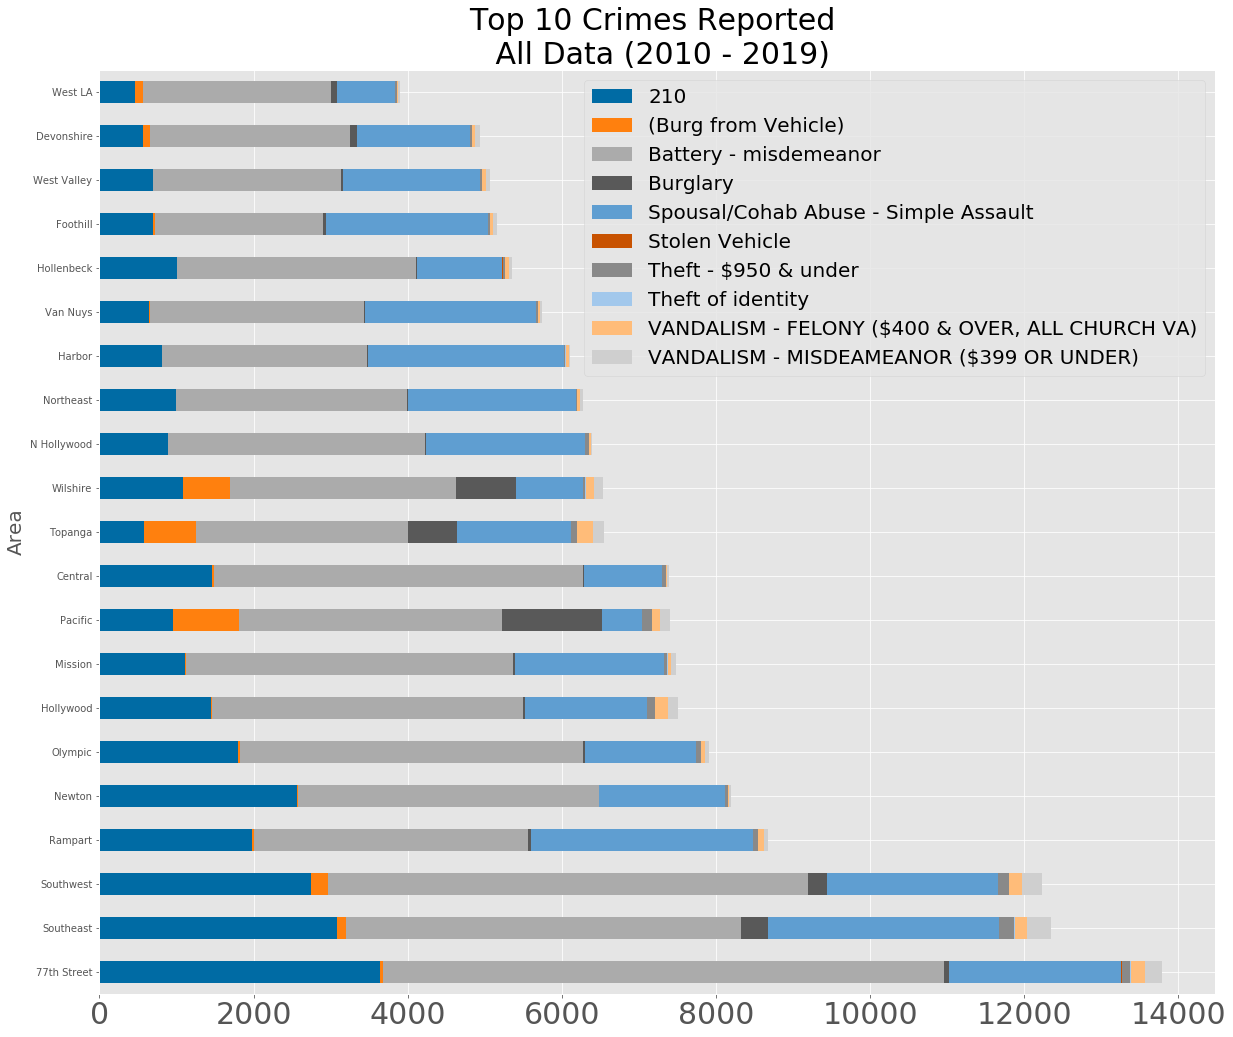 Top 10 Crimes Reported
All Data (2010 - 2019)
210
(Burg from Vehicle)
Battery - misdemeanor
Burglary
Spousal/Cohab Abuse - Simple Assault
Stolen Vehicle
Theft - $950 & under
Theft of identity
VANDALISM - FELONY ($400 & OVER, ALL CHURCH VA)
VANDALISM - MISDEAMEANOR ($399 OR UNDER)
Area
West LA
Devonshire
West Valley
Foothill
Hollenbeck
Van Nuys
Harbor
Northeast
N Hollywood
Wilshire
Topanga
Central
Pacific
Mission
Hollywood
Olympic
Newton
Rampart
Southwest
Southeast
77th Street
0 2000 4000 6000 8000 10000 12000 14000